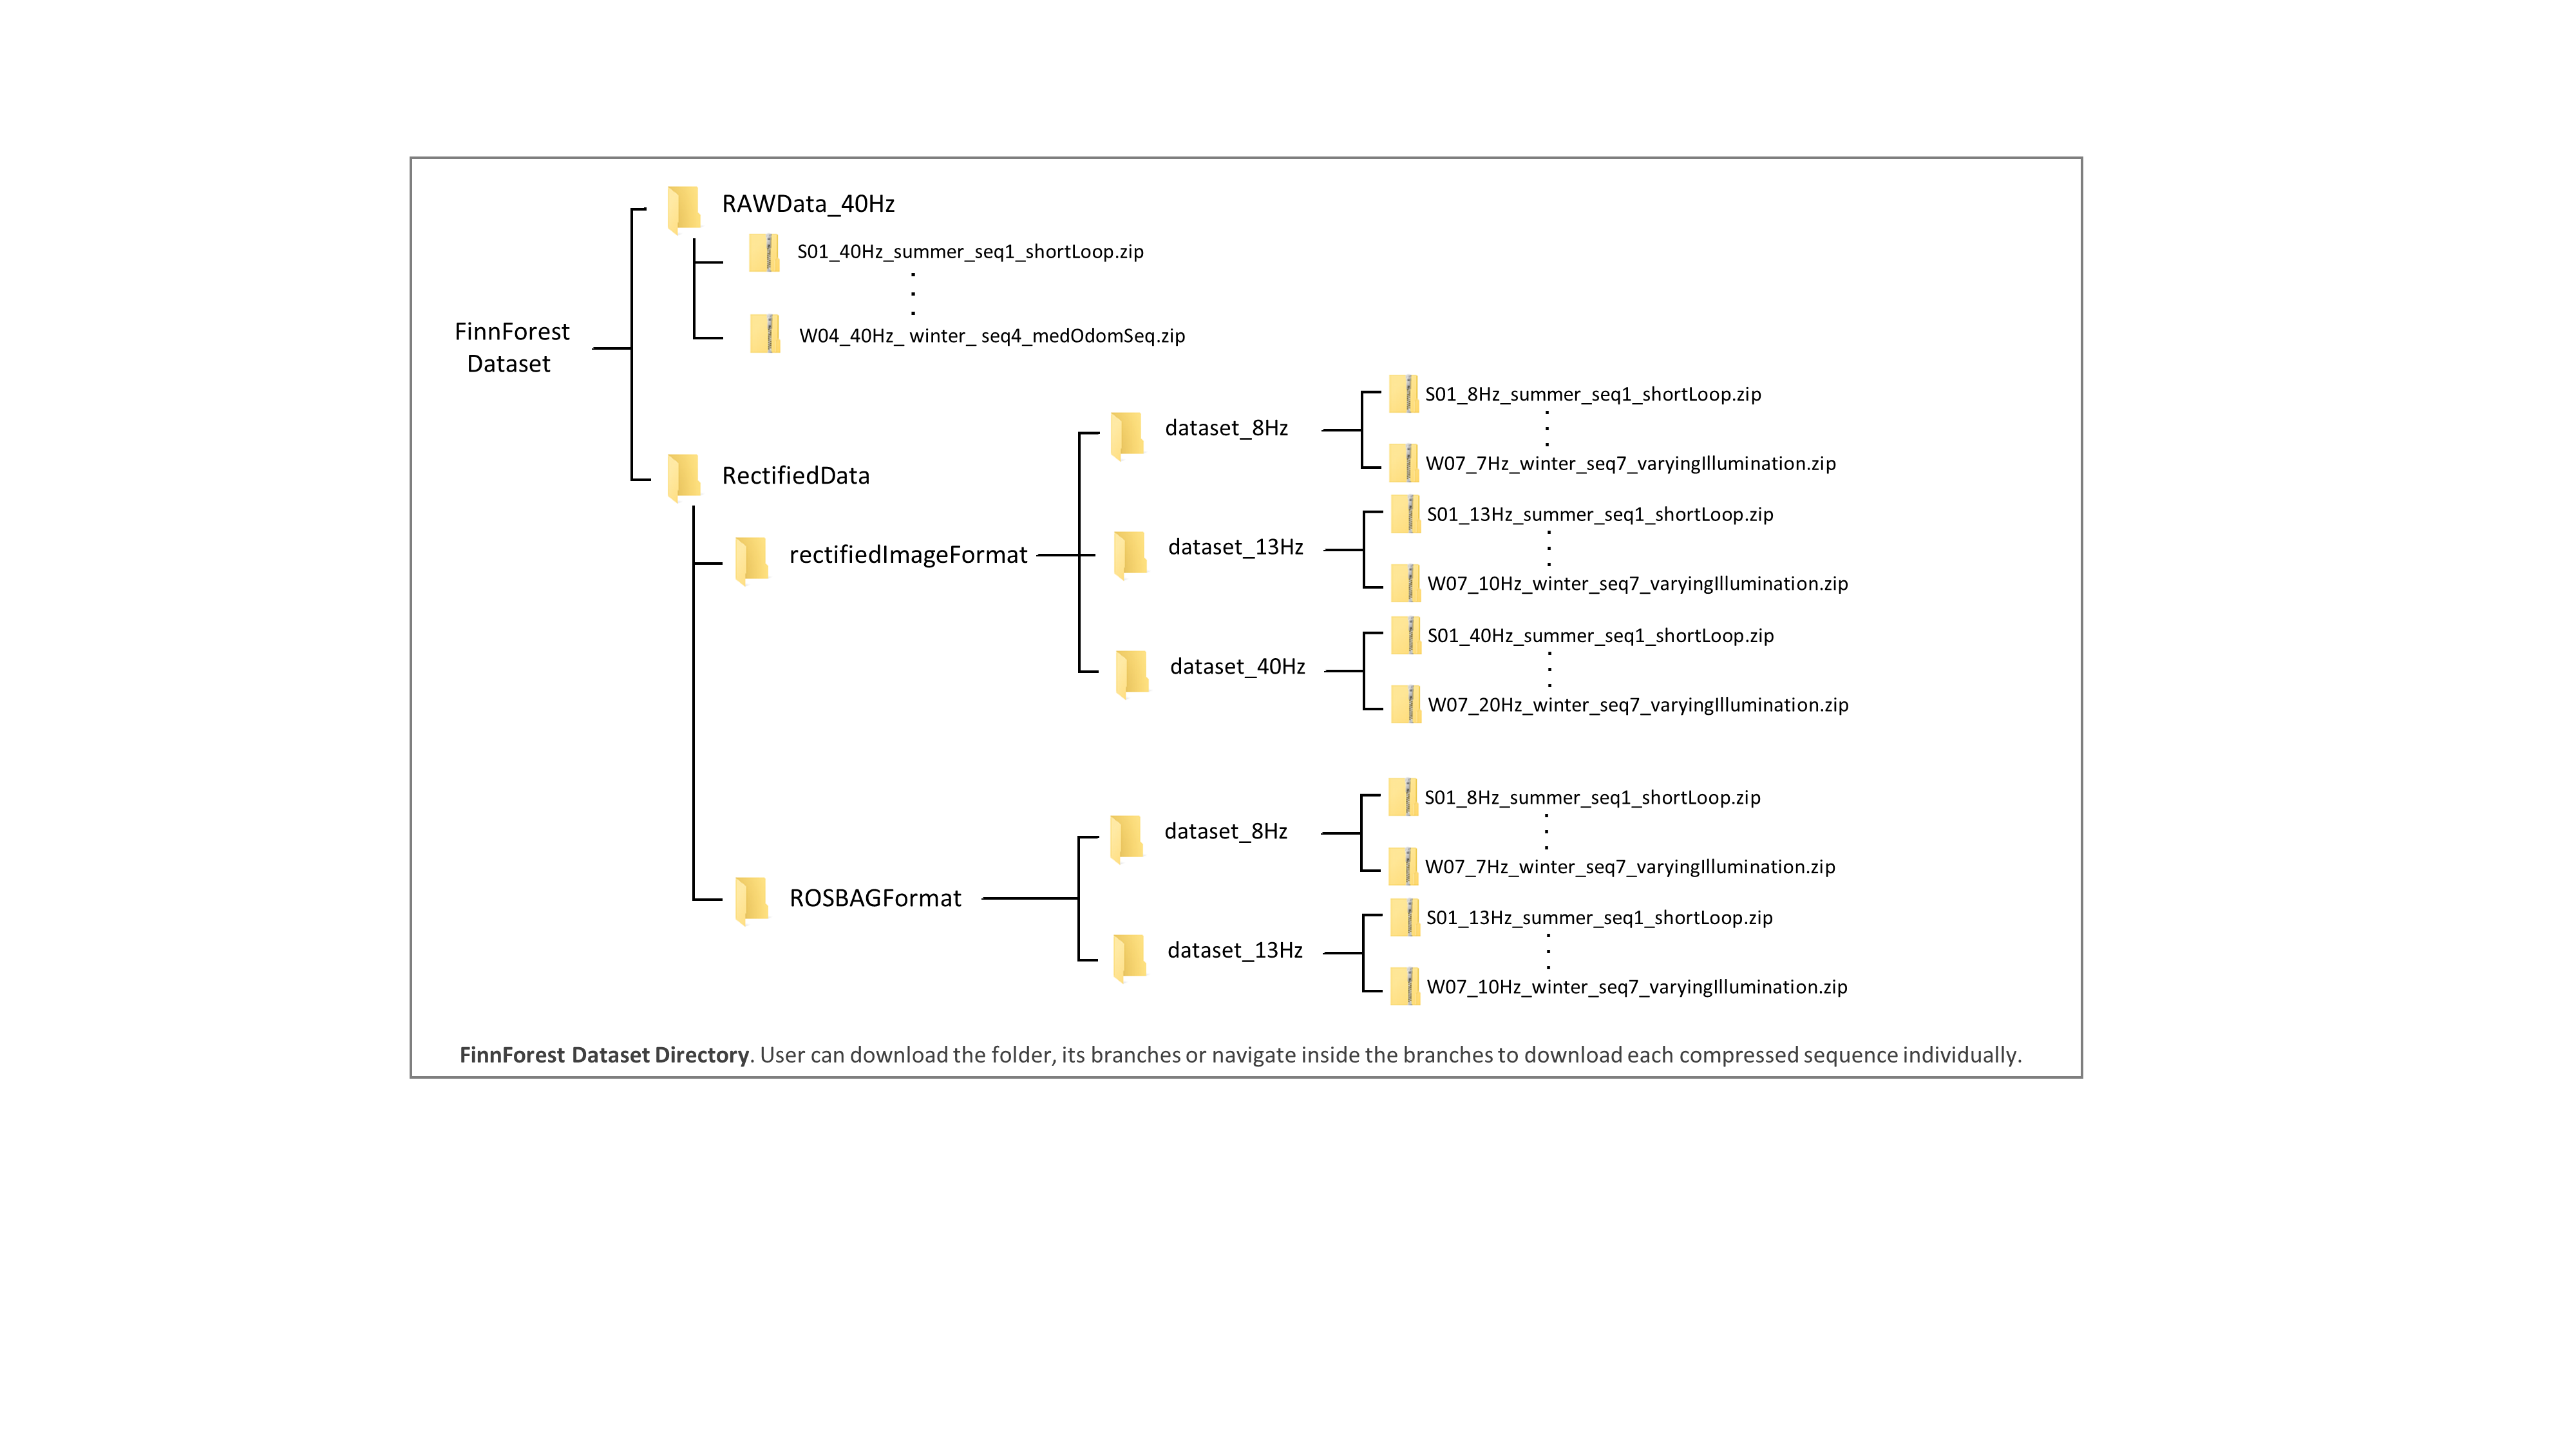 RAWData_40Hz
S01_40Hz_summer_seq1_shortLoop.zip
W04_40Hz_ winter_ seq4_medOdomSeq.zip
FinnForest
Dataset
RectifiedData
rectifiedImageFormat
dataset_8Hz
S01_8Hz_summer_seq1_shortLoop.zip
W07_7Hz_winter_seq7_varyingIllumination.zip
dataset_13Hz
S01_13Hz_summer_seq1_shortLoop.zip
W07_10Hz_winter_seq7_varyingIllumination.zip
dataset_40Hz
S01_40Hz_summer_seq1_shortLoop.zip
W07_20Hz_winter_seq7_varyingIllumination.zip
ROSBAGFormat
dataset_8Hz
S01_8Hz_summer_seq1_shortLoop.zip
W07_7Hz_winter_seq7_varyingIllumination.zip
dataset_13Hz
S01_13Hz_summer_seq1_shortLoop.zip
W07_10Hz_winter_seq7_varyingIllumination.zip
FinnForest Dataset Directory. User can download the folder, its branches or navigate inside the branches to download each compressed sequence individually.